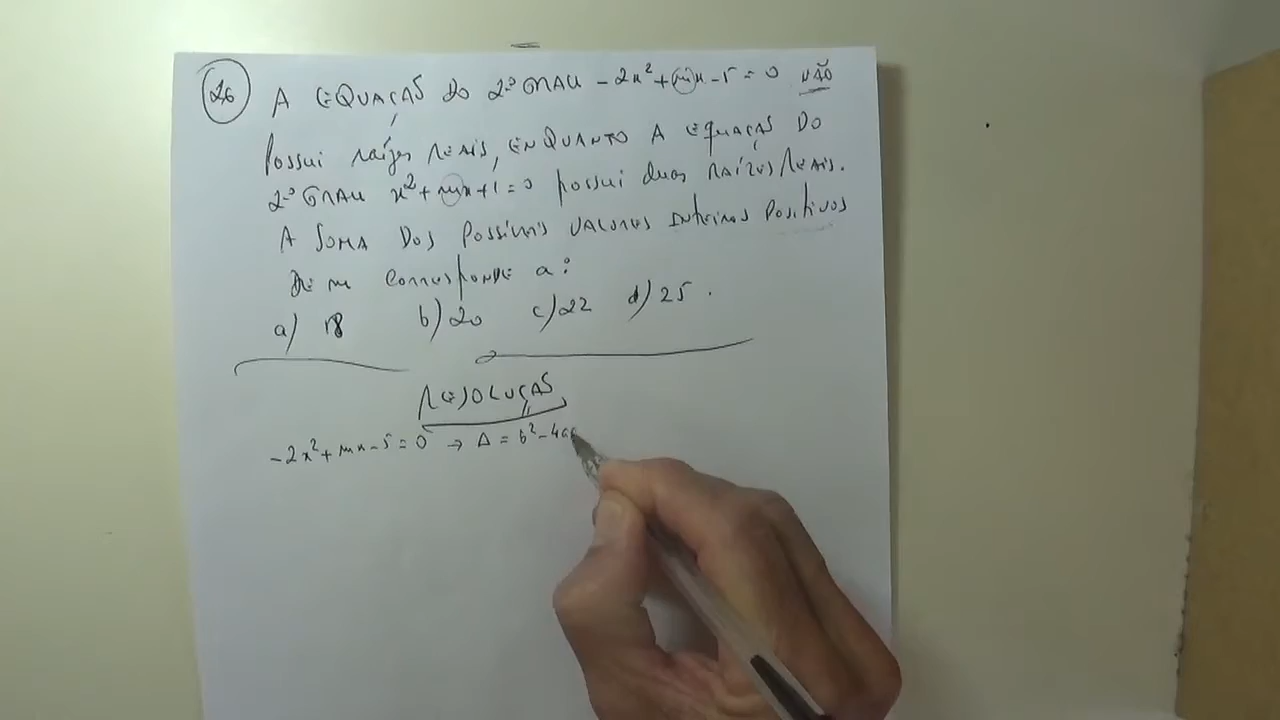 26
A EQUAÇÃO DO 2º GRAU -2x² + mx - 5 = 0 NÃO
Possui raízes reais, ENQUANTO A EQUAÇÃO DO
2º GRAU x² + mx + 1 = 0 possui duas RAÍZES REAIS.
A SOMA DOS POSSÍVEIS VALORES INTEIROS POSITIVOS
DE m CORRESPONDE a:
a) 18 b) 20 c) 22 d) 25.
RESOLUÇÃO
-2x² + mx - 5 = 0 → Δ = b² - 4ac